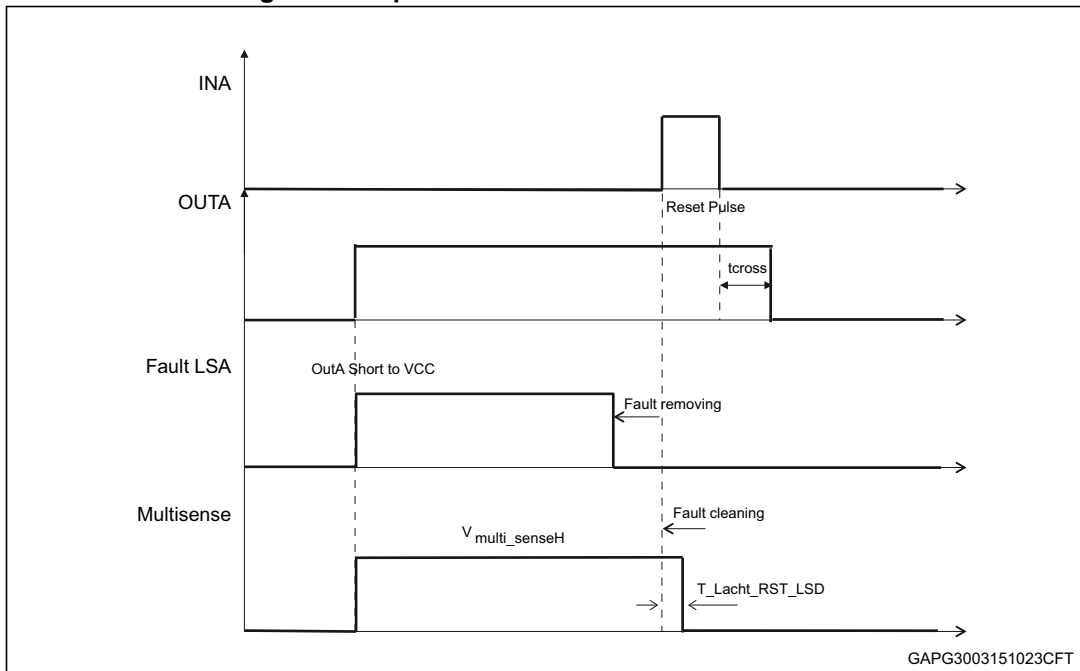 INA
Reset Pulse
OUTA
tcross
Fault LSA
OutA Short to VCC
Fault removing
Multisense
Fault cleaning
V multi_senseH
T_Lacht_RST_LSD
GAPG3003151023CFT